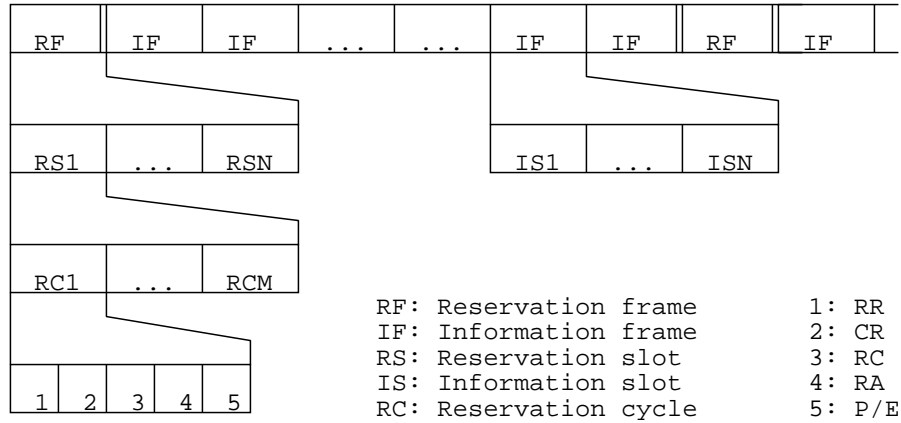 RF IF IF ... ... IF IF RF IF
RS1 ... RSN IS1 ... ISN
RC1 ... RCM
RF: Reservation frame 1: RR
IF: Information frame 2: CR
RS: Reservation slot 3: RC
IS: Information slot 4: RA
1 2 3 4 5 RC: Reservation cycle 5: P/E